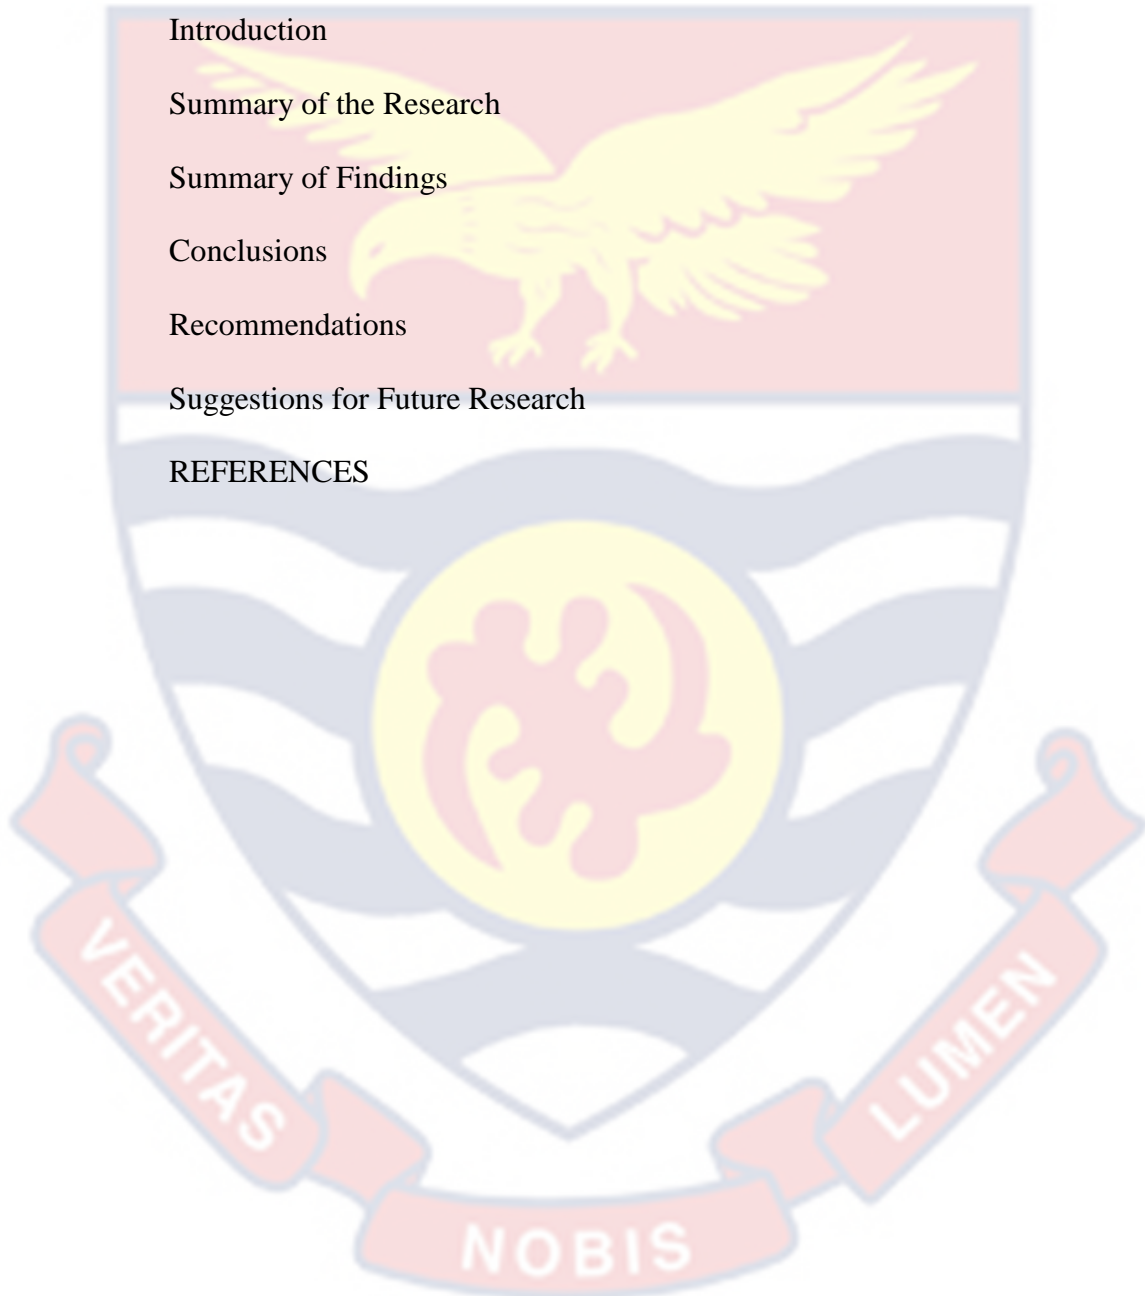 Introduction
Summary of the Research
Summary of Findings
Conclusions
Recommendations
Suggestions for Future Research
REFERENCES
VERITAS
NOBIS
LUMEN